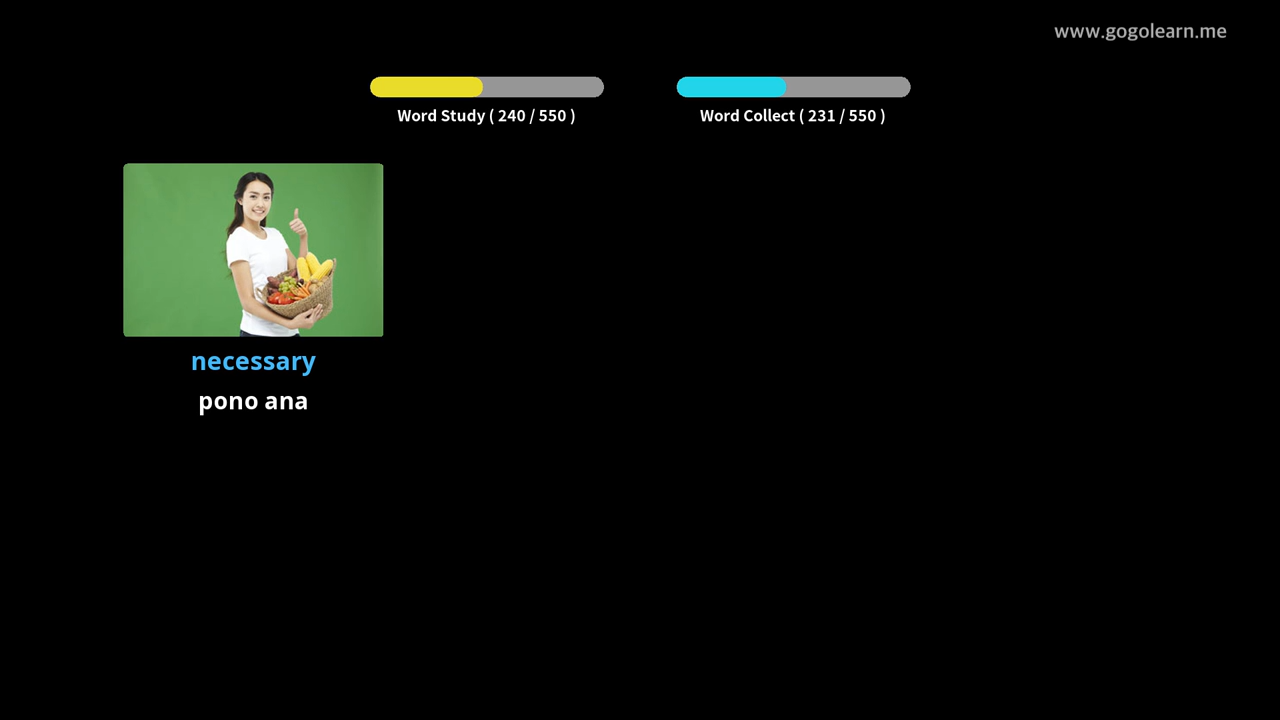 www.gogolearn.me
Word Study ( 240 / 550 )
Word Collect ( 231 / 550 )
necessary
pono ana